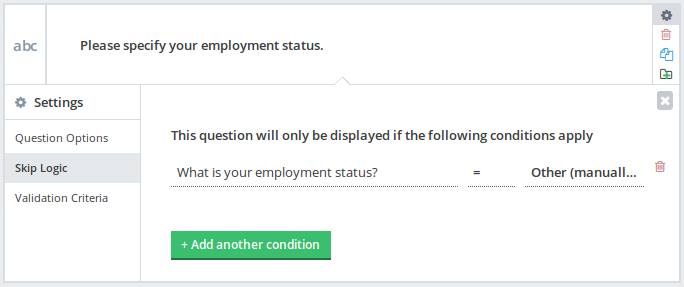 abc
Please specify your employment status.
Settings
Question Options
Skip Logic
Validation Criteria
This question will only be displayed if the following conditions apply
What is your employment status? = Other (manuall...
+ Add another condition